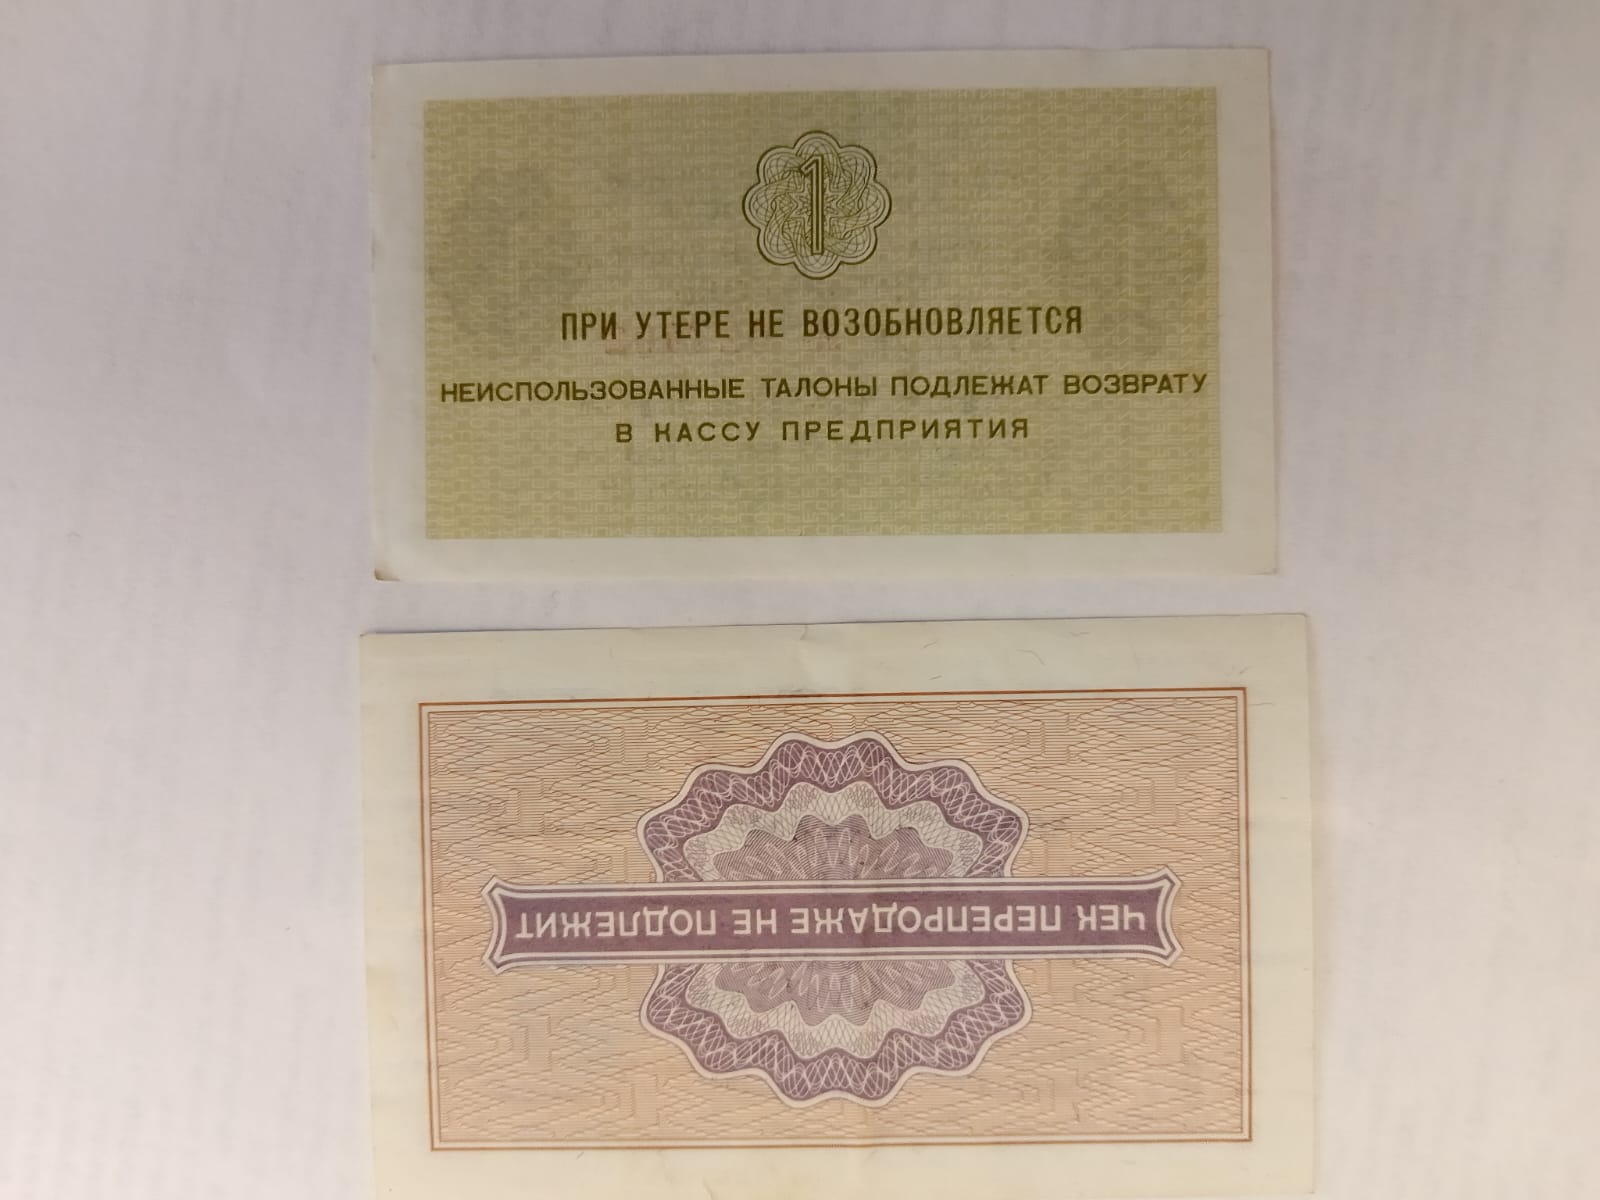 1
ПРИ УТЕРЕ НЕ ВОЗОБНОВЛЯЕТСЯ
НЕИСПОЛЬЗОВАННЫЕ ТАЛОНЫ ПОДЛЕЖАТ ВОЗВРАТУ
В КАССУ ПРЕДПРИЯТИЯ
ЧЕК ПЕРЕПРОДАЖЕ НЕ ПОДЛЕЖИТ